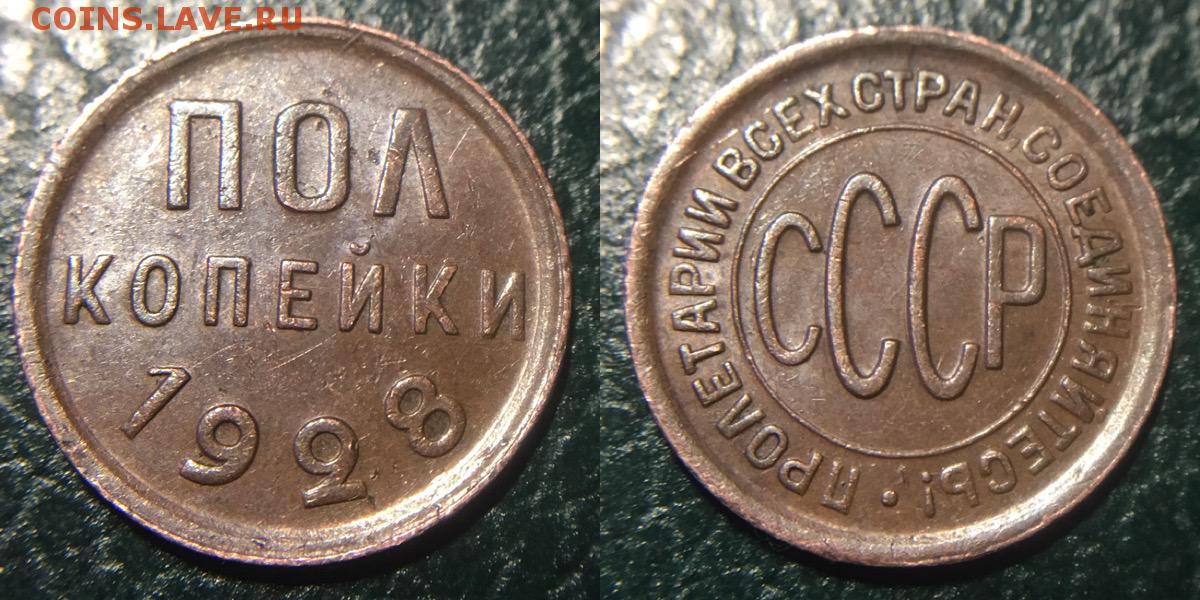 COINS.LAVE.RU
ПОЛ
КОПЕЙКИ
1928
ПРОЛЕТАРИИ ВСЕХ СТРАН, СОЕДИНЯЙТЕСЬ!
СССР